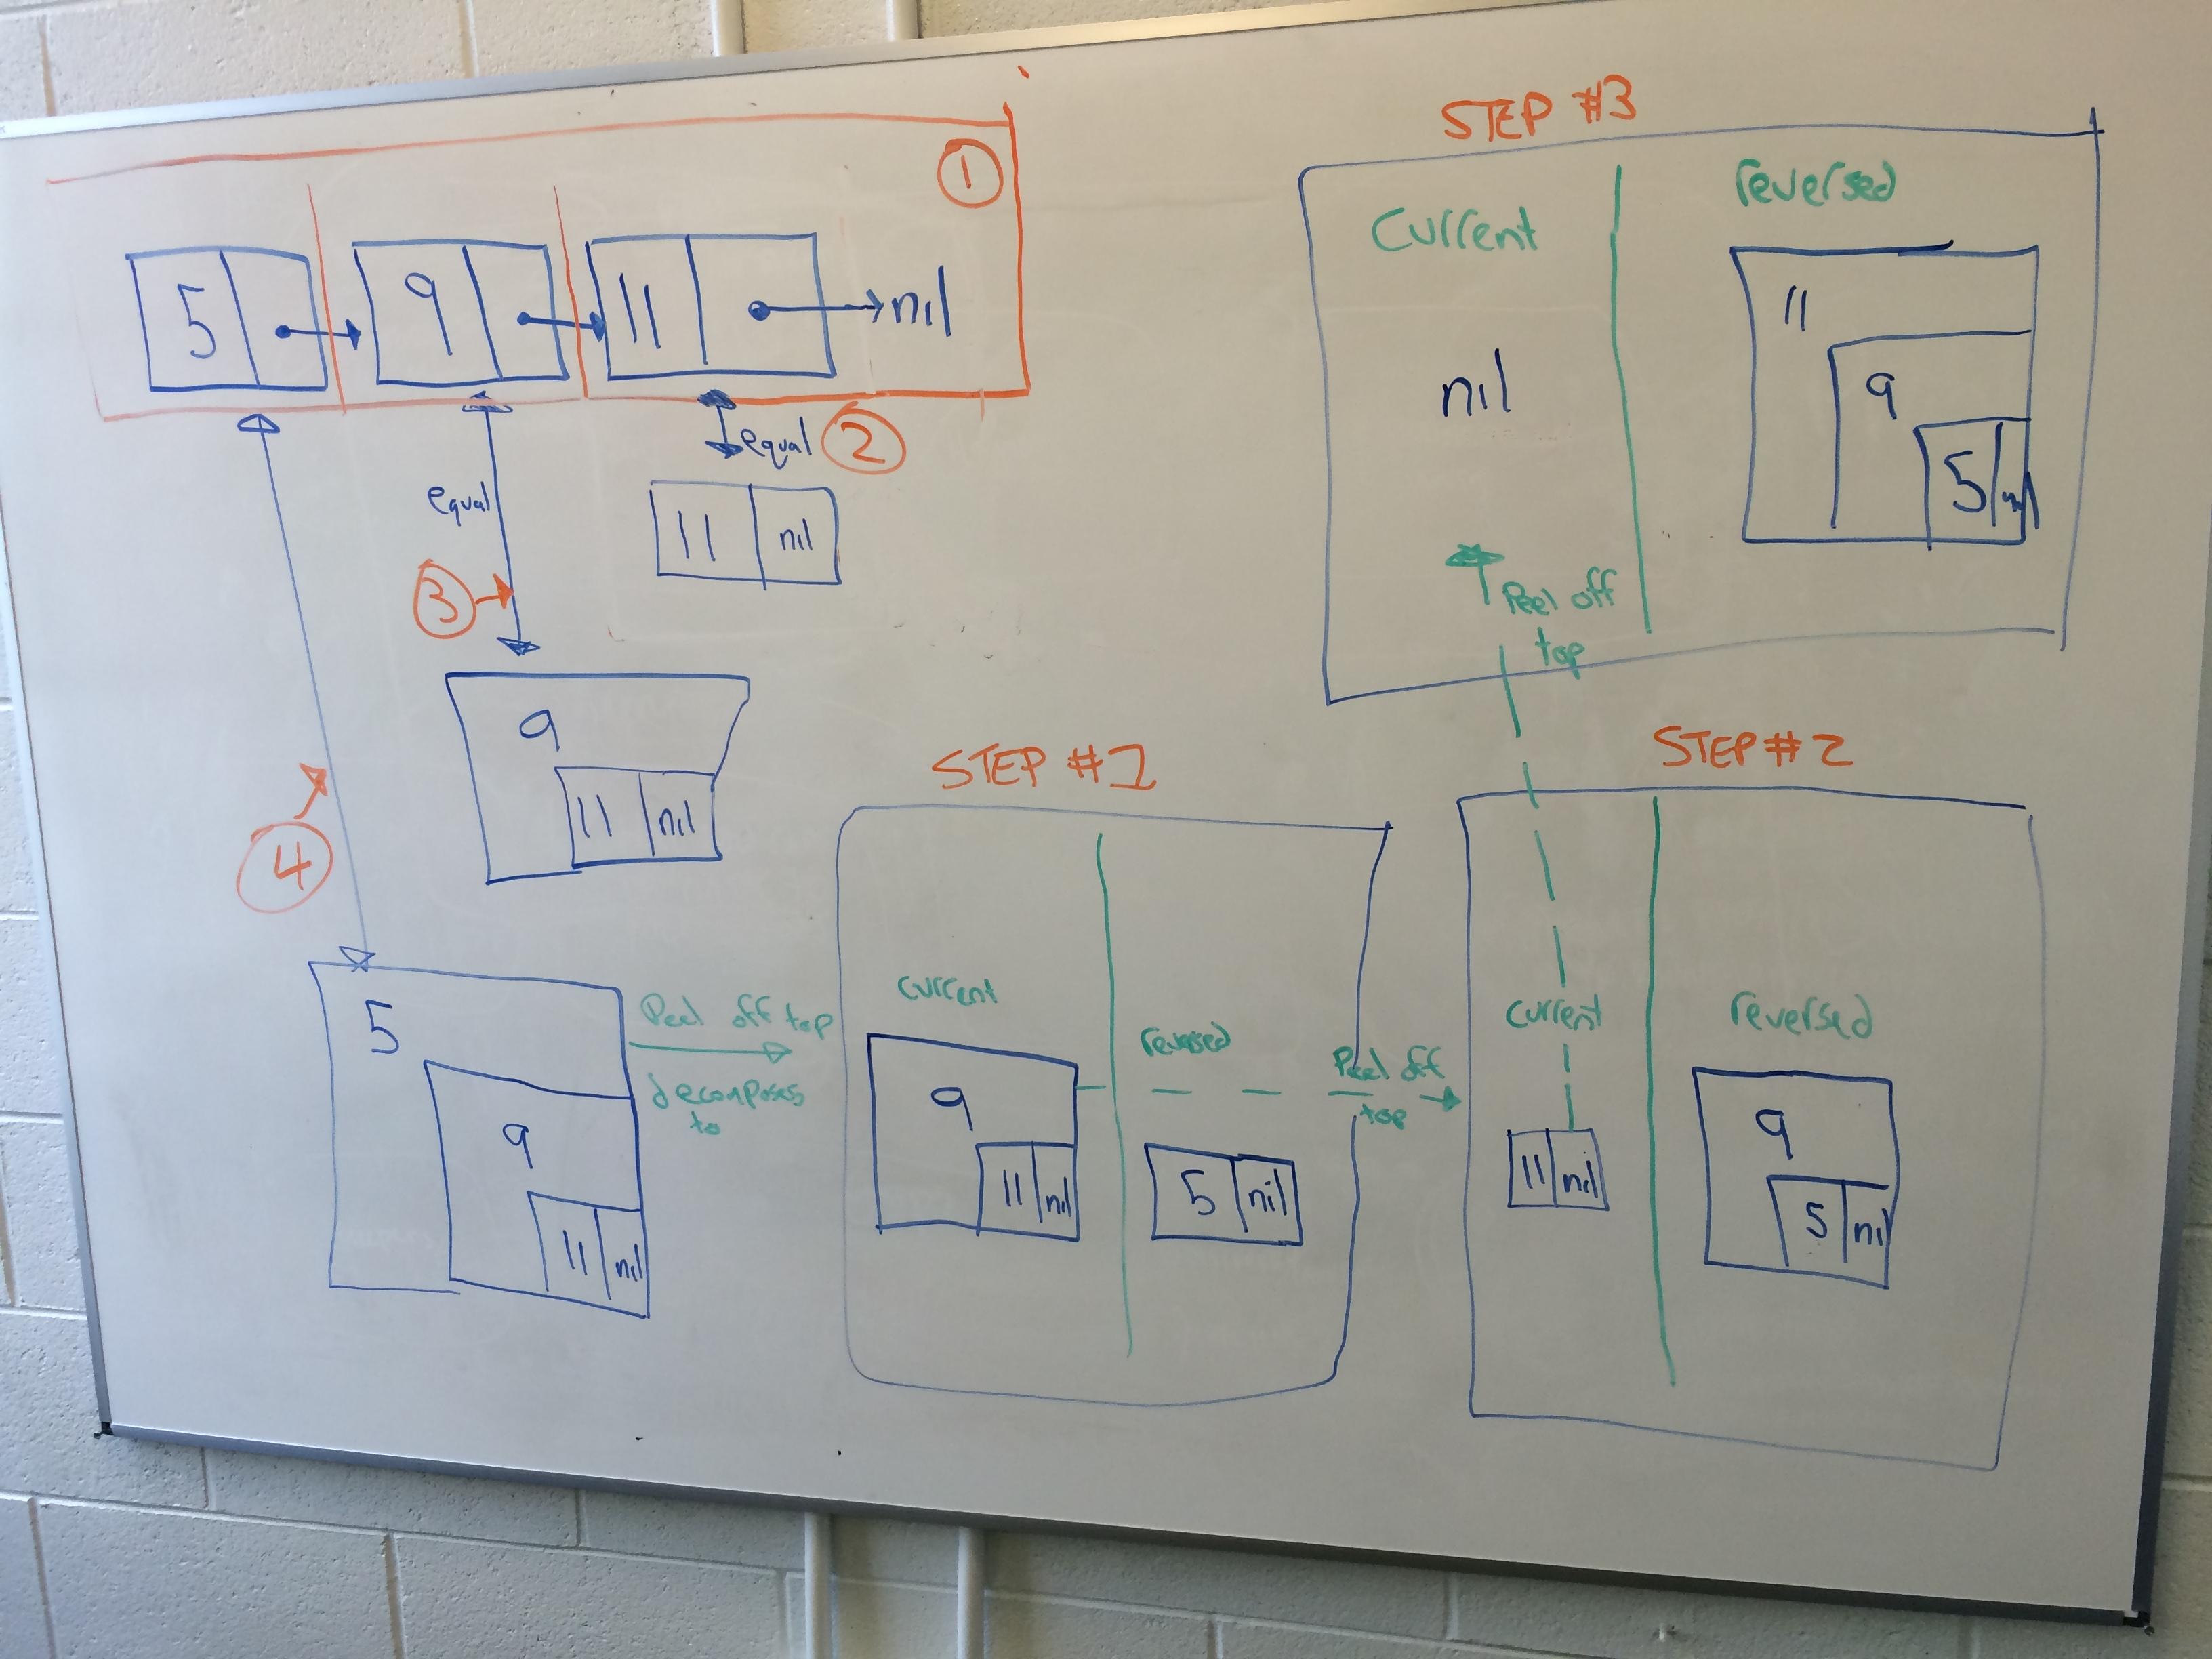 1
5 9 11 nil
equal 2
11 nil
equal
3
9
11 nil
4
5
9
11 nil
Peel off top
decomposes
to
STEP #1
current
9
11 nil
reversed
5 nil
Peel off
top
STEP #2
current
11 nil
reversed
9
5 nil
STEP #3
Current
nil
Peel off
top
reversed
11
9
5 nil